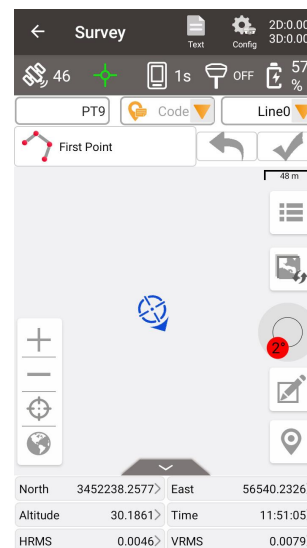 Survey
Text
Config
2D:0.00
3D:0.00
46
1s
OFF
57
%
PT9
Code
Line0
First Point
48 m
2°
North 3452238.2577 East 56540.2326
Altitude 30.1861 Time 11:51:05
HRMS 0.0046 VRMS 0.0079